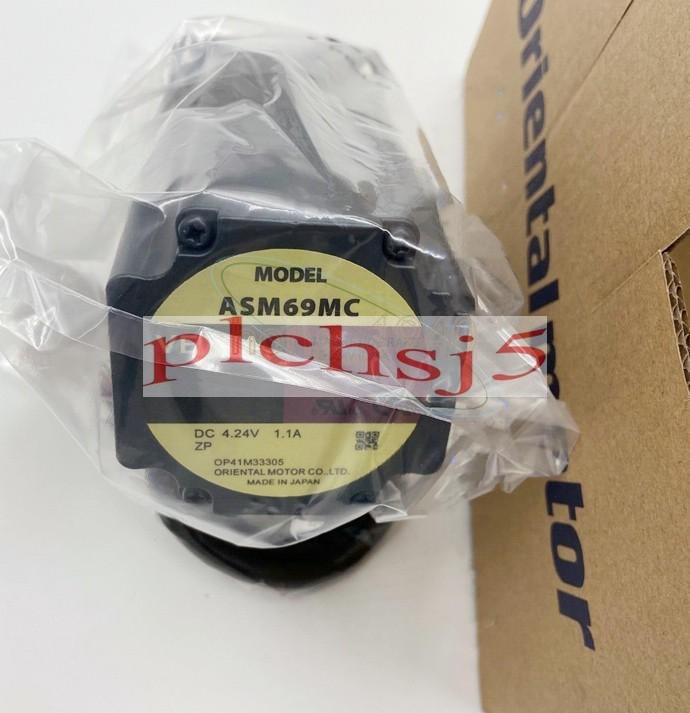 MODEL
ASM69MC
plchsj5
DC 4.24V 1.1A
ZP
OP41M33305
ORIENTAL MOTOR CO.,LTD.
MADE IN JAPAN
orientalmotor